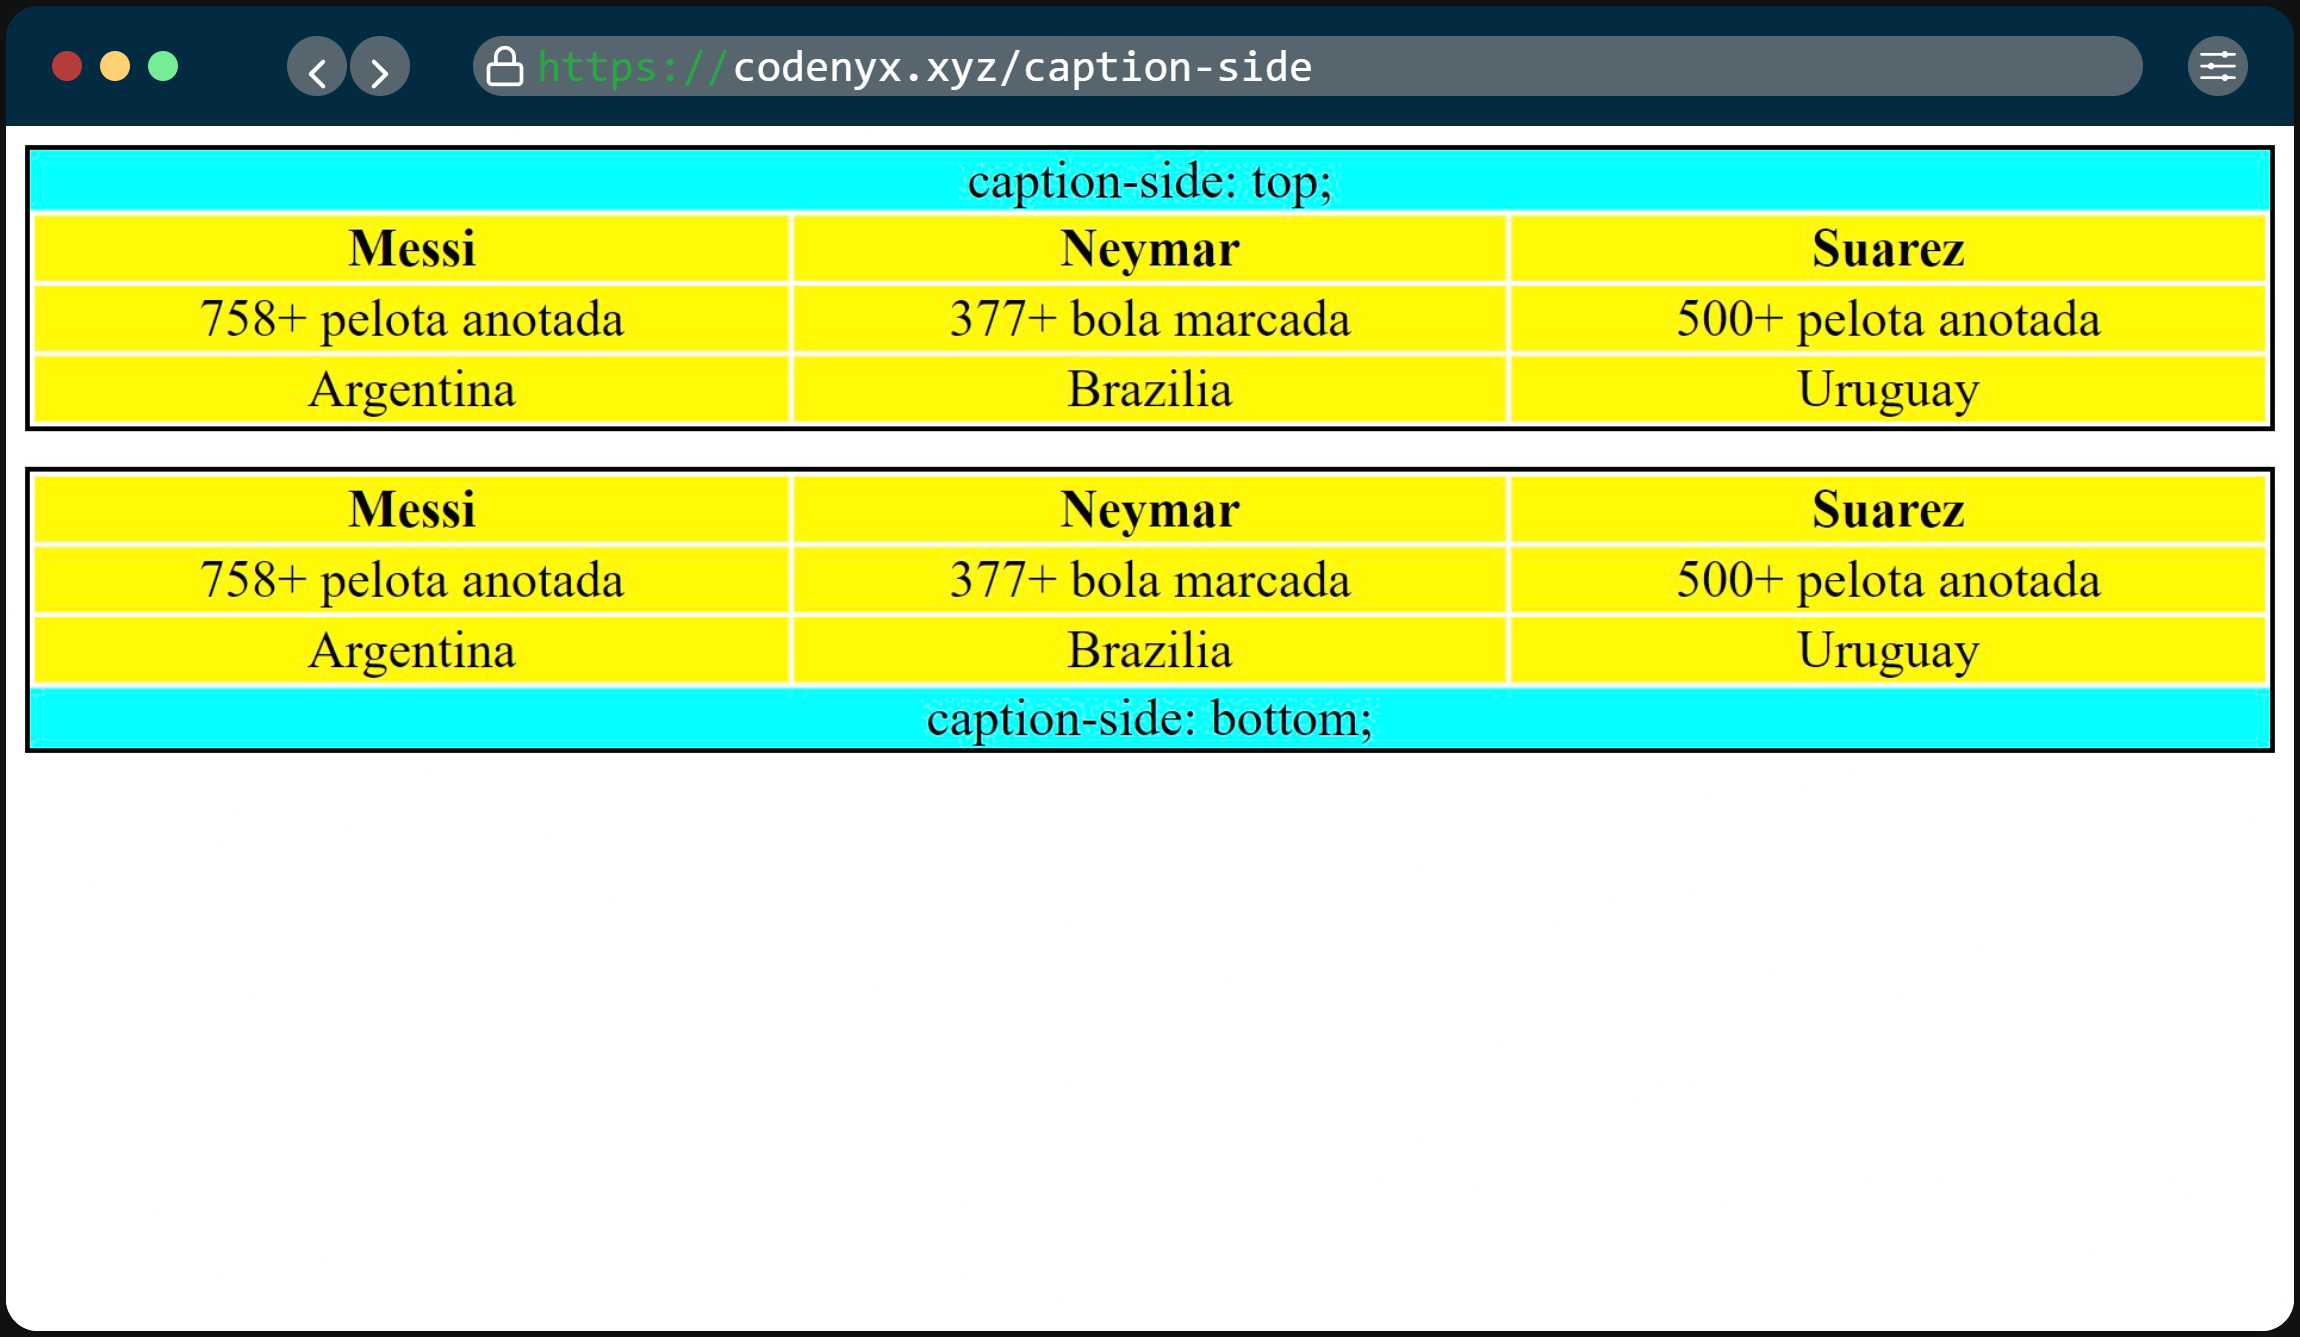 https://codenyx.xyz/caption-side
caption-side: top;
Messi Neymar Suarez
758+ pelota anotada 377+ bola marcada 500+ pelota anotada
Argentina Brazilia Uruguay
Messi Neymar Suarez
758+ pelota anotada 377+ bola marcada 500+ pelota anotada
Argentina Brazilia Uruguay
caption-side: bottom;